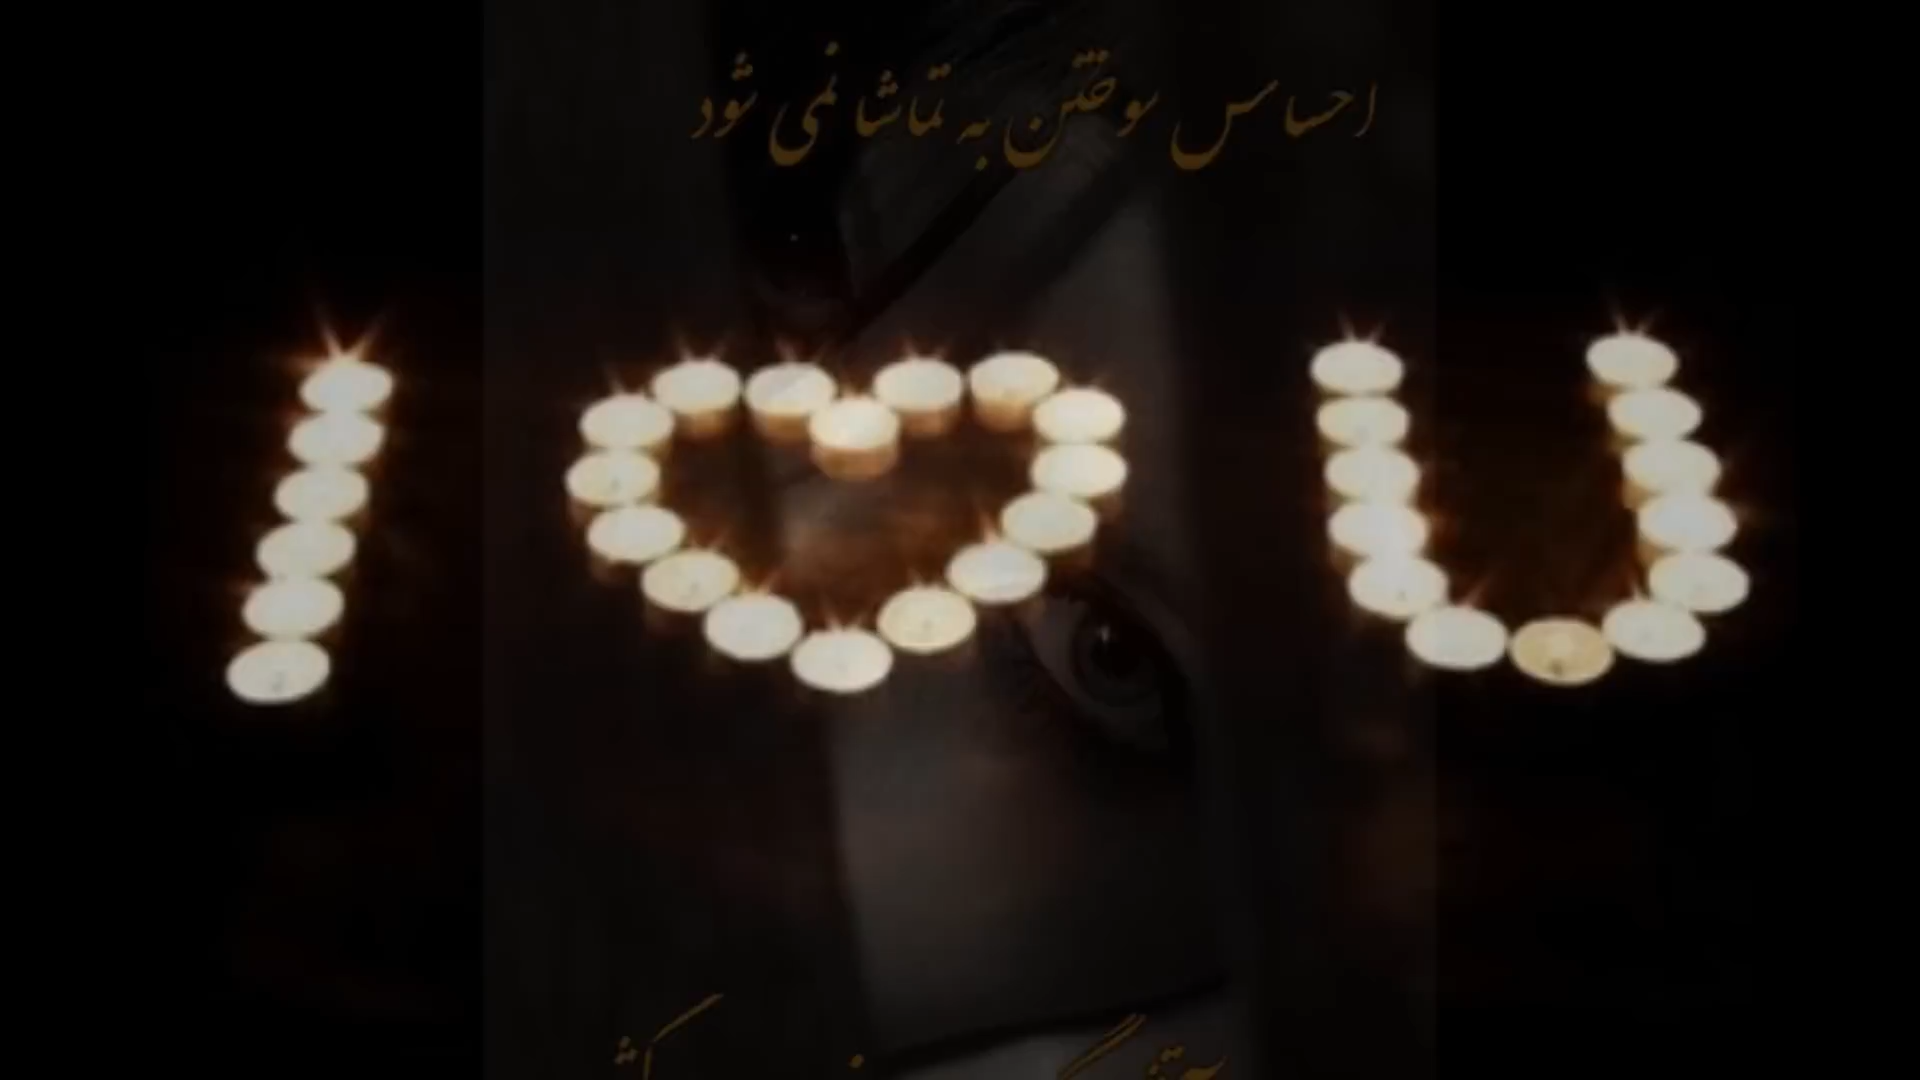 احساس سوختن به تماشا نمی شود
I ♥ U